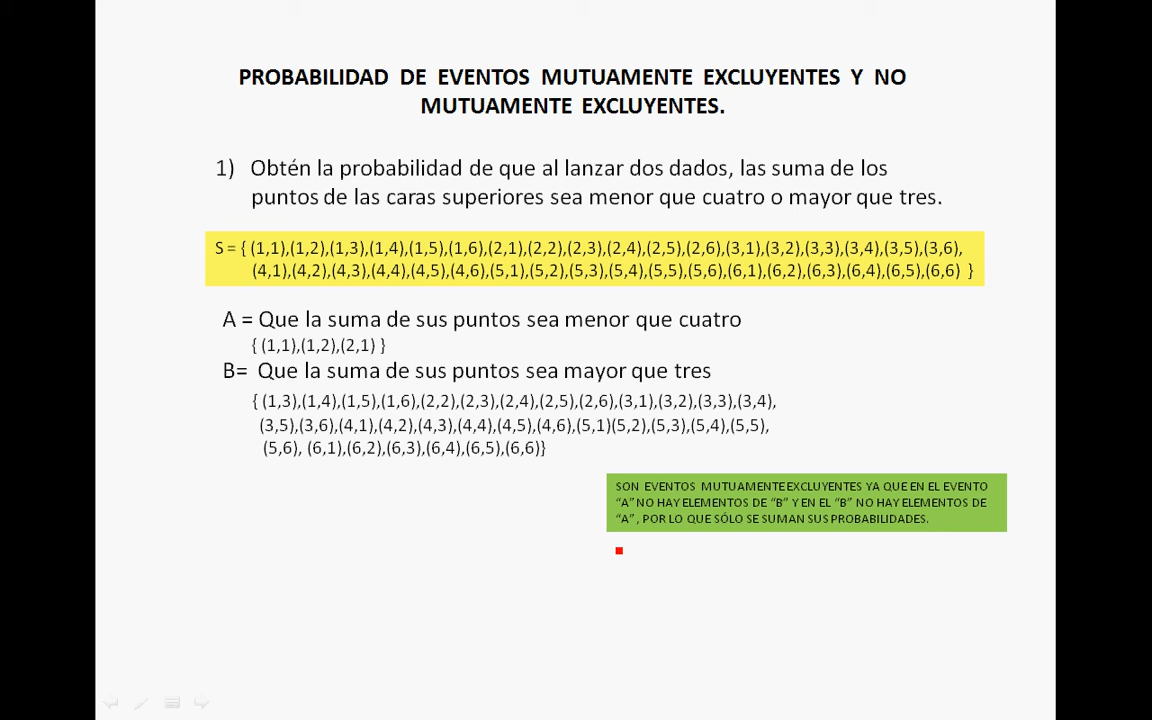 PROBABILIDAD DE EVENTOS MUTUAMENTE EXCLUYENTES Y NO
MUTUAMENTE EXCLUYENTES.
1) Obtén la probabilidad de que al lanzar dos dados, las suma de los
puntos de las caras superiores sea menor que cuatro o mayor que tres.
S = { (1,1),(1,2),(1,3),(1,4),(1,5),(1,6),(2,1),(2,2),(2,3),(2,4),(2,5),(2,6),(3,1),(3,2),(3,3),(3,4),(3,5),(3,6),
(4,1),(4,2),(4,3),(4,4),(4,5),(4,6),(5,1),(5,2),(5,3),(5,4),(5,5),(5,6),(6,1),(6,2),(6,3),(6,4),(6,5),(6,6) }
A = Que la suma de sus puntos sea menor que cuatro
{ (1,1),(1,2),(2,1) }
B= Que la suma de sus puntos sea mayor que tres
{ (1,3),(1,4),(1,5),(1,6),(2,2),(2,3),(2,4),(2,5),(2,6),(3,1),(3,2),(3,3),(3,4),
(3,5),(3,6),(4,1),(4,2),(4,3),(4,4),(4,5),(4,6),(5,1)(5,2),(5,3),(5,4),(5,5),
(5,6), (6,1),(6,2),(6,3),(6,4),(6,5),(6,6)}
SON EVENTOS MUTUAMENTE EXCLUYENTES YA QUE EN EL EVENTO
“A” NO HAY ELEMENTOS DE “B” Y EN EL “B” NO HAY ELEMENTOS DE
“A” , POR LO QUE SÓLO SE SUMAN SUS PROBABILIDADES.